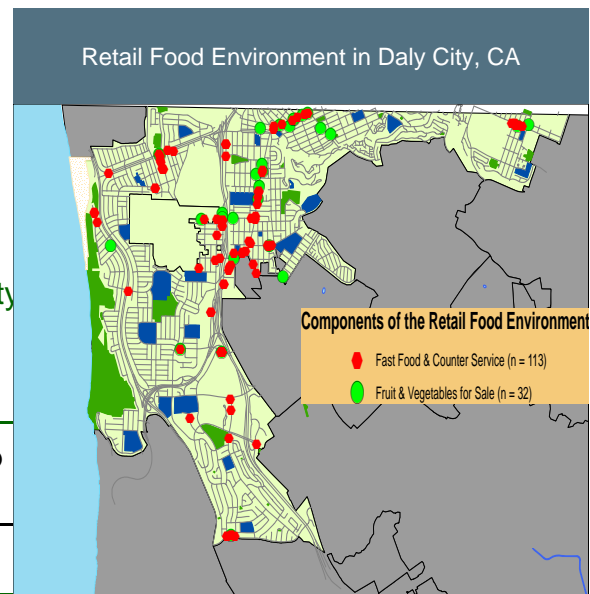 Retail Food Environment in Daly City, CA
ty
Components of the Retail Food Environment
Fast Food & Counter Service (n = 113)
Fruit & Vegetables for Sale (n = 32)